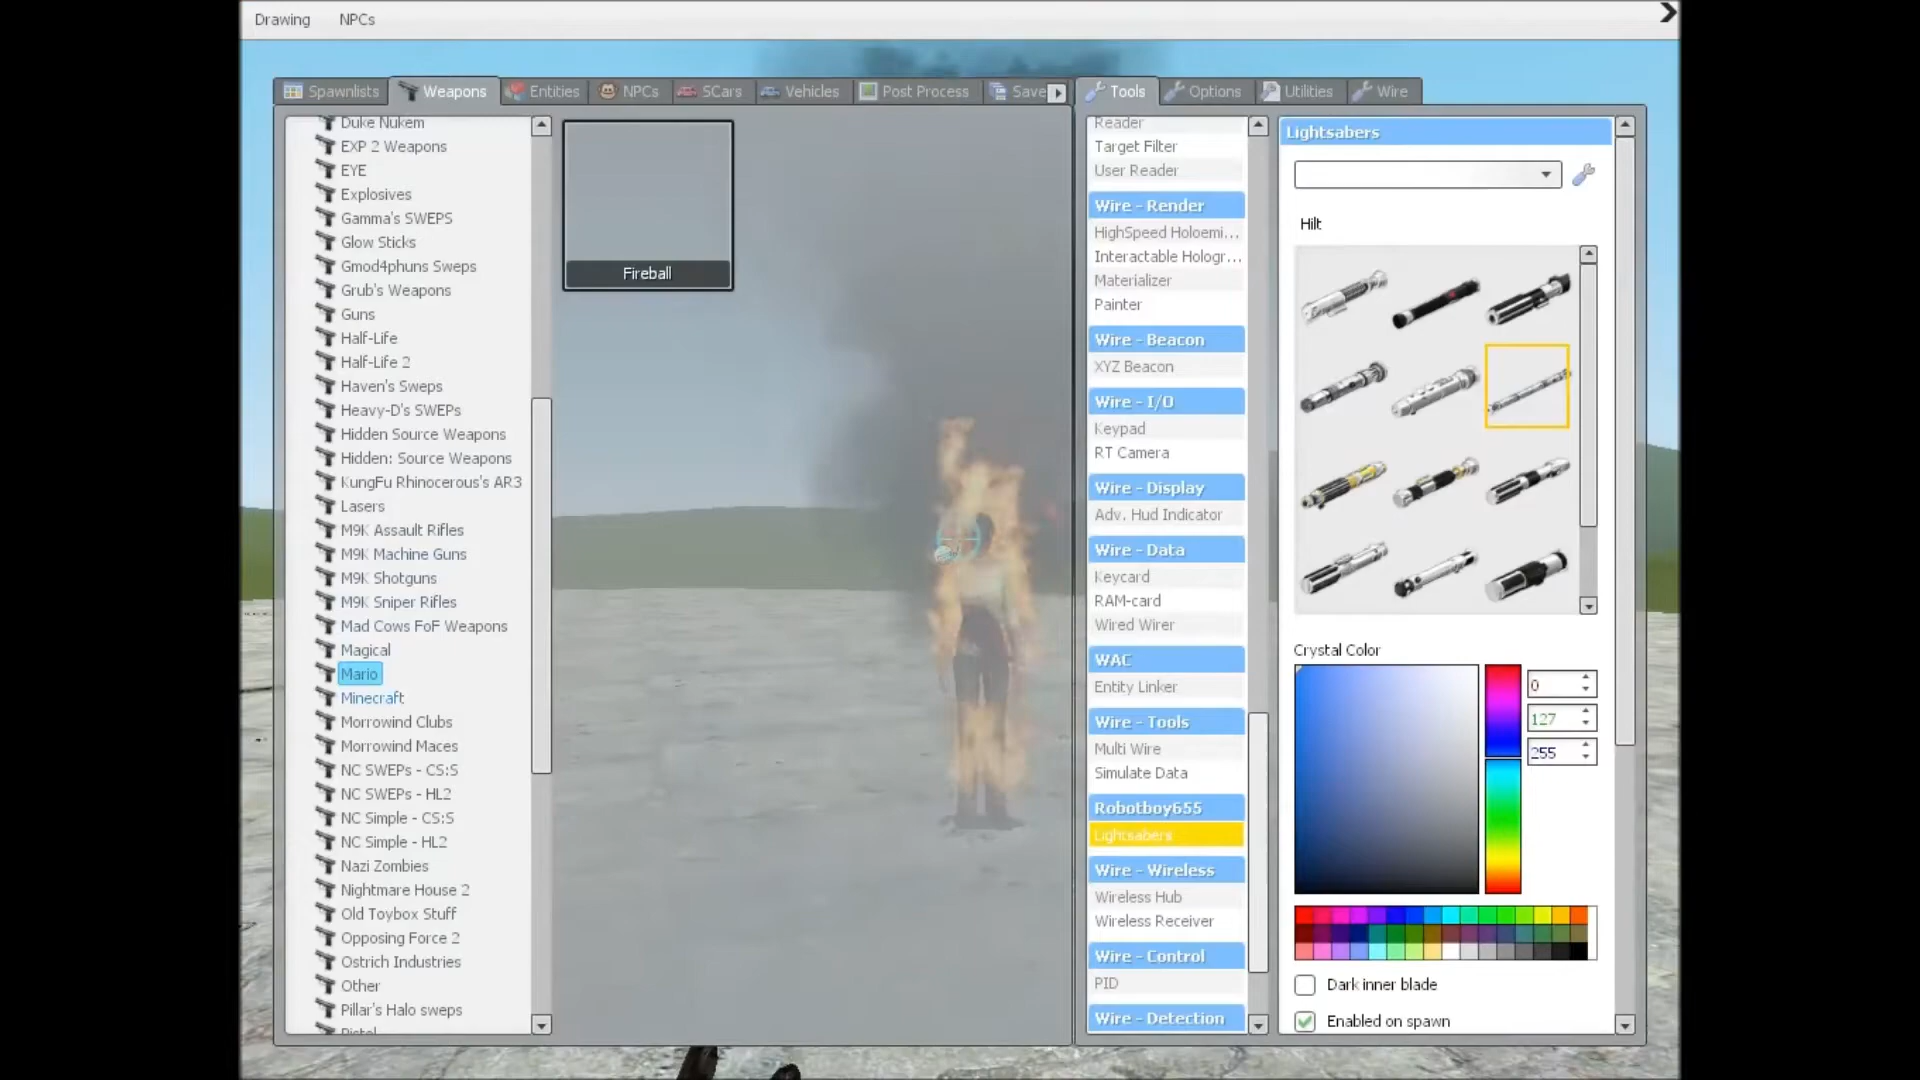 Drawing NPCs
Spawnlists Weapons Entities NPCs SCars Vehicles Post Process Save
Tools Options Utilities Wire
Duke Nukem
EXP 2 Weapons
EYE
Explosives
Gamma's SWEPS
Glow Sticks
Gmod4phuns Sweps
Grub's Weapons
Guns
Half-Life
Half-Life 2
Haven's Sweps
Heavy-D's SWEPs
Hidden Source Weapons
Hidden: Source Weapons
KungFu Rhinocerous's AR3
Lasers
M9K Assault Rifles
M9K Machine Guns
M9K Shotguns
M9K Sniper Rifles
Mad Cows FoF Weapons
Magical
Mario
Minecraft
Morrowind Clubs
Morrowind Maces
NC SWEPs - CS:S
NC SWEPs - HL2
NC Simple - CS:S
NC Simple - HL2
Nazi Zombies
Nightmare House 2
Old Toybox Stuff
Opposing Force 2
Ostrich Industries
Other
Pillar's Halo sweps
Pistol
Fireball
Reader
Target Filter
User Reader
Wire - Render
HighSpeed Holoemi...
Interactable Hologr...
Materializer
Painter
Wire - Beacon
XYZ Beacon
Wire - I/O
Keypad
RT Camera
Wire - Display
Adv. Hud Indicator
Wire - Data
Keycard
RAM-card
Wired Wirer
WAC
Entity Linker
Wire - Tools
Multi Wire
Simulate Data
Robotboy655
Lightsabers
Wire - Wireless
Wireless Hub
Wireless Receiver
Wire - Control
PID
Wire - Detection
Lightsabers
Hilt
Crystal Color
0
127
255
Dark inner blade
Enabled on spawn